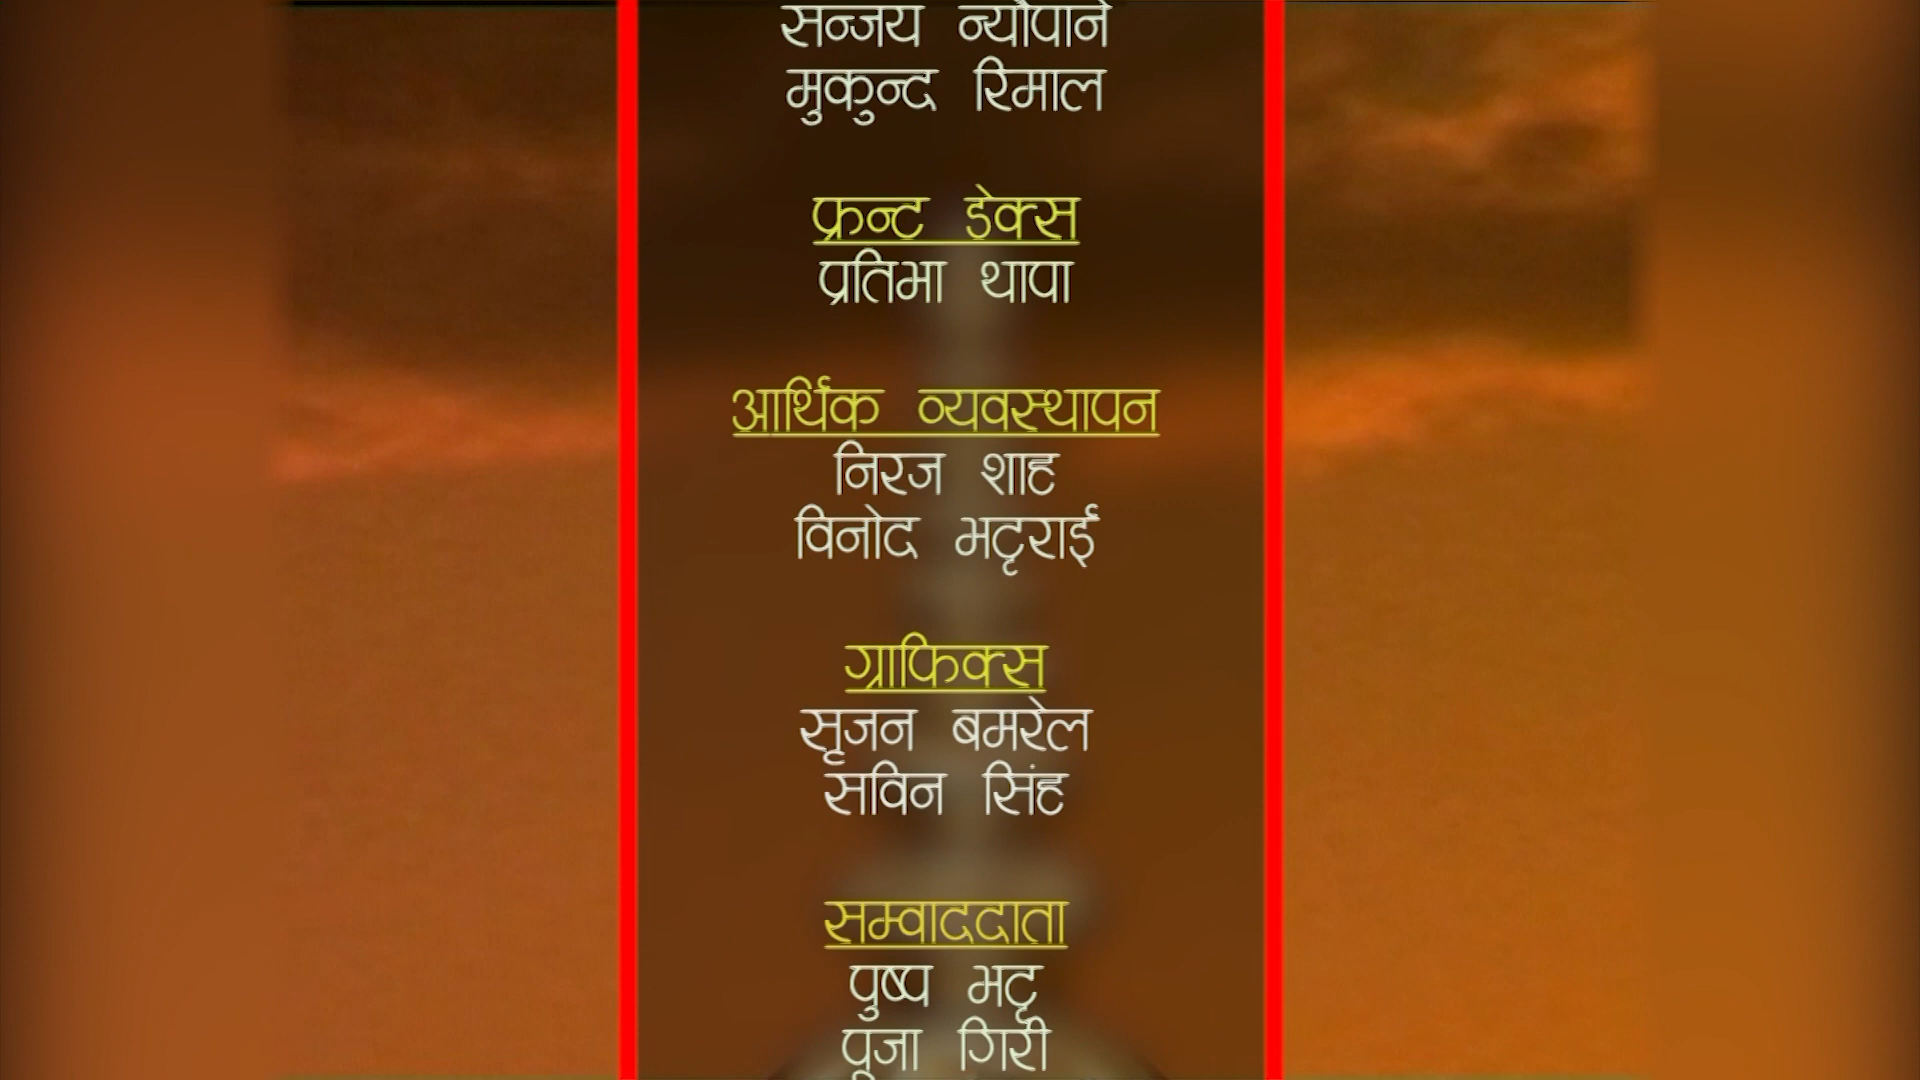 सन्जय न्यौपाने
मुकुन्द रिमाल
फ्रन्ट डेक्स
प्रतिभा थापा
आर्थिक व्यवस्थापन
निरज शाह
विनोद भट्टराई
ग्राफिक्स
सृजन बमरेल
सविन सिंह
सम्वाददाता
पुष्प भट्ट
पूजा गिरी